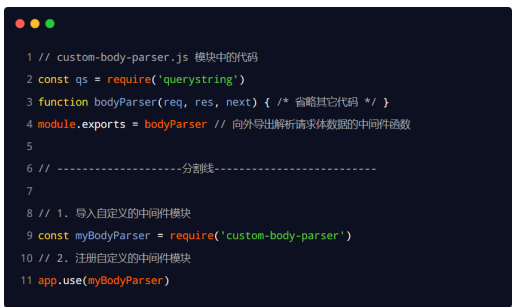 1 // custom-body-parser.js 模块中的代码
2 const qs = require('querystring')
3 function bodyParser(req, res, next) { /* 省略其它代码 */ }
4 module.exports = bodyParser // 向外导出解析请求体数据的中间件函数
5
6 // -------------------分割线-------------------------
7
8 // 1. 导入自定义的中间件模块
9 const myBodyParser = require('custom-body-parser')
10 // 2. 注册自定义的中间件模块
11 app.use(myBodyParser)